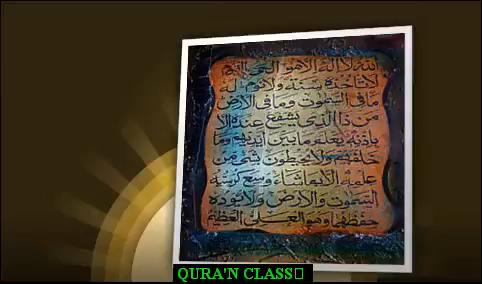 الله لا اله الا هو الحي القيوم
لا تاخذه سنة ولا نوم له
ما في السموت وما في الارض
من ذا الذي يشفع عنده الا
باذنه يعلم ما بين ايديهم وما
خلفهم ولا يحيطون بشئ من
علمه الا بما شاء وسع كرسيه
السموت والارض ولا يؤده
حفظهما وهو العلي العظيم
QURA'N CLASS